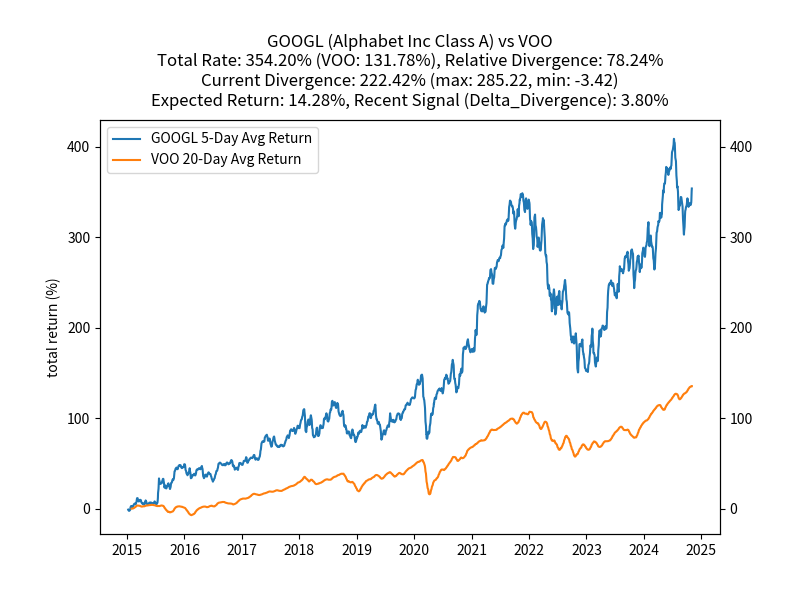 GOOGL (Alphabet Inc Class A) vs VOO
Total Rate: 354.20% (VOO: 131.78%), Relative Divergence: 78.24%
Current Divergence: 222.42% (max: 285.22, min: -3.42)
Expected Return: 14.28%, Recent Signal (Delta_Divergence): 3.80%
GOOGL 5-Day Avg Return
VOO 20-Day Avg Return
total return (%)
400
300
200
100
0
400
300
200
100
0
2015 2016 2017 2018 2019 2020 2021 2022 2023 2024 2025